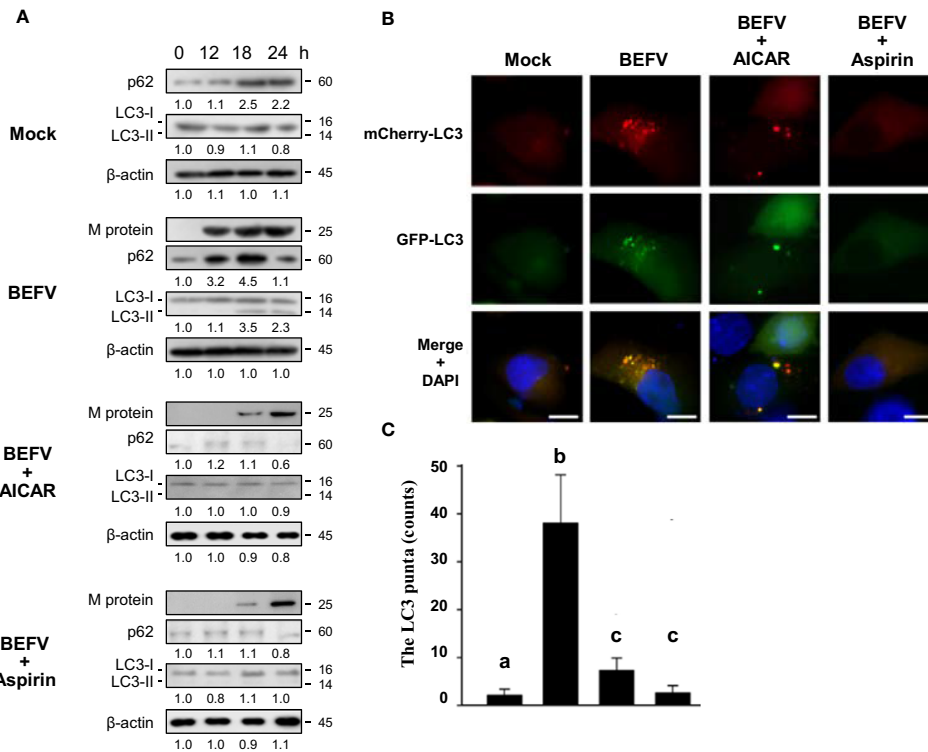 A
0 12 18 24 h
Mock
p62
60
1.0 1.1 2.5 2.2
LC3-I
16
LC3-II
14
1.0 0.9 1.1 0.8
β-actin
45
1.0 1.1 1.0 1.1
BEFV
M protein
25
p62
60
1.0 3.2 4.5 1.1
LC3-I
16
LC3-II
14
1.0 1.1 3.5 2.3
β-actin
45
1.0 1.0 1.0 1.0
BEFV
+
AICAR
M protein
25
p62
60
1.0 1.2 1.1 0.6
LC3-I
16
LC3-II
14
1.0 1.0 1.0 0.9
β-actin
45
1.0 1.0 0.9 0.8
BEFV
+
Aspirin
M protein
25
p62
60
1.0 1.1 1.1 0.8
LC3-I
16
LC3-II
14
1.0 0.8 1.1 1.0
β-actin
45
1.0 1.0 0.9 1.1
B
Mock
BEFV
BEFV
+
AICAR
BEFV
+
Aspirin
mCherry-LC3
GFP-LC3
Merge
+
DAPI
C
The LC3 punta (counts)
50
40
30
20
10
0
a
b
c
c